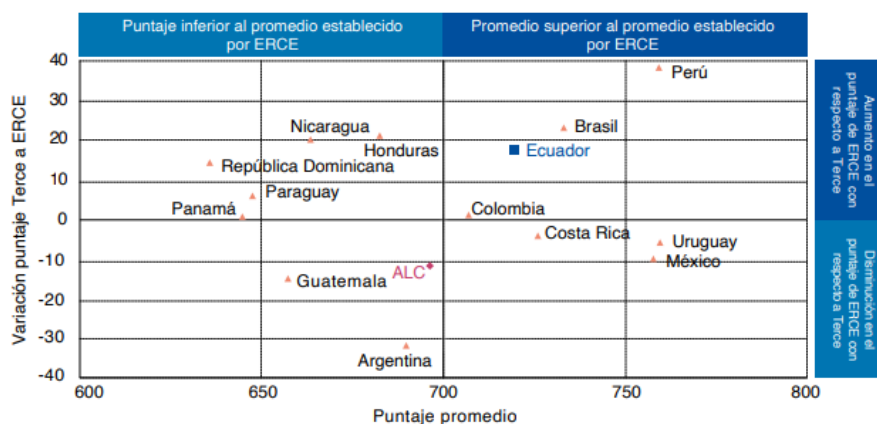 Puntaje inferior al promedio establecido
por ERCE
Promedio superior al promedio establecido
por ERCE
Variación puntaje Terce a ERCE
40
30
20
10
0
-10
-20
-30
-40
Perú
Nicaragua
Brasil
Honduras
Ecuador
República Dominicana
Paraguay
Panamá
Colombia
Costa Rica
Uruguay
ALC
México
Guatemala
Argentina
600
650
700
750
800
Puntaje promedio
Aumento en el
puntaje de ERCE con
respecto a Terce
Disminución en el
puntaje de ERCE con
respecto a Terce